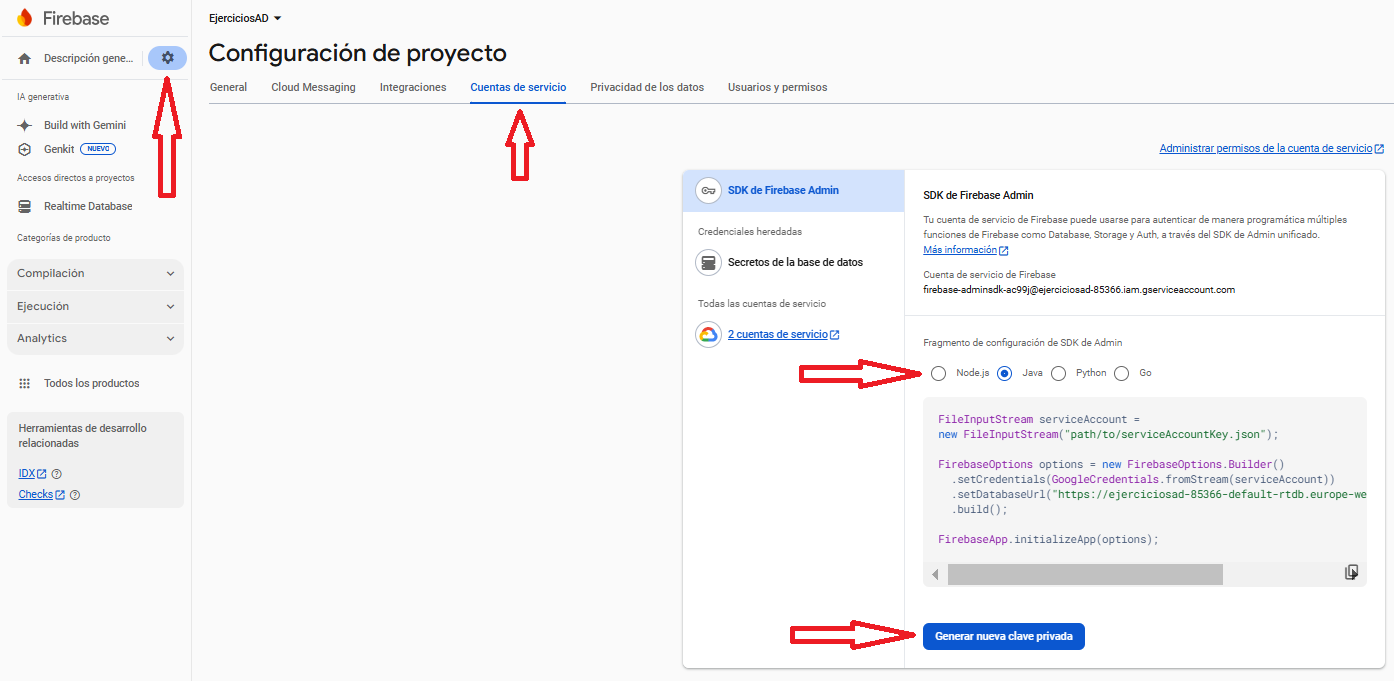 Firebase
Descripción gene...
IA generativa
Build with Gemini
Genkit NUEVO
Accesos directos a proyectos
Realtime Database
Categorías de producto
Compilación
Ejecución
Analytics
Todos los productos
Herramientas de desarrollo
relacionadas
IDX
Checks
EjerciciosAD
Configuración de proyecto
General Cloud Messaging Integraciones Cuentas de servicio Privacidad de los datos Usuarios y permisos
Administrar permisos de la cuenta de servicio
SDK de Firebase Admin
Credenciales heredadas
Secretos de la base de datos
Todas las cuentas de servicio
2 cuentas de servicio
SDK de Firebase Admin
Tu cuenta de servicio de Firebase puede usarse para autenticar de manera programática múltiples
funciones de Firebase como Database, Storage y Auth, a través del SDK de Admin unificado.
Más información
Cuenta de servicio de Firebase
firebase-adminsdk-ac99j@ejerciciosad-85366.iam.gserviceaccount.com
Fragmento de configuración de SDK de Admin
Node.js Java Python Go
FileInputStream serviceAccount =
new FileInputStream("path/to/serviceAccountKey.json");
FirebaseOptions options = new FirebaseOptions.Builder()
.setCredentials(GoogleCredentials.fromStream(serviceAccount))
.setDatabaseUrl("https://ejerciciosad-85366-default-rtdb.europe-we
.build();
FirebaseApp.initializeApp(options);
Generar nueva clave privada